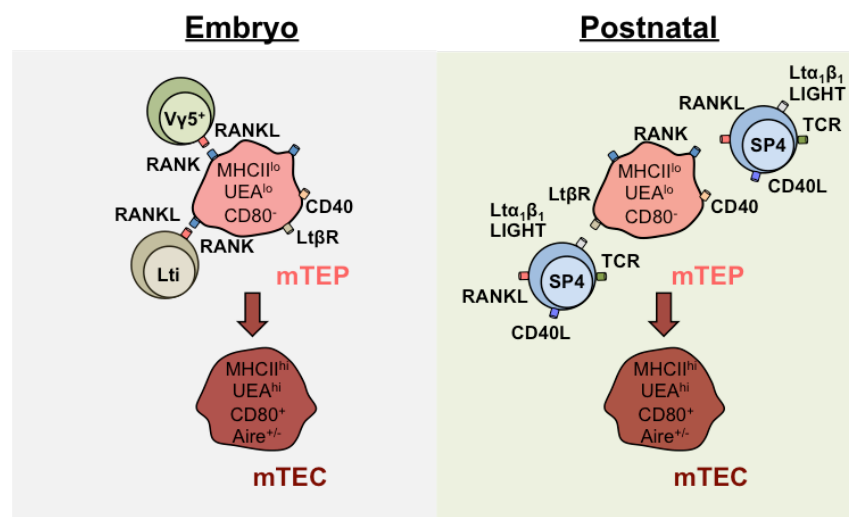 Embryo
Vγ5⁺
RANKL
RANK
MHCIIˡᵒ
UEAˡᵒ
CD80⁻
CD40
LtβR
RANKL
RANK
Lti
mTEP
MHCIIʰⁱ
UEAʰⁱ
CD80⁺
Aire⁺/⁻
mTEC
Postnatal
Ltα₁β₁
LIGHT
RANKL
TCR
SP4
CD40L
RANK
MHCIIˡᵒ
UEAˡᵒ
CD80⁻
CD40
LtβR
Ltα₁β₁
LIGHT
TCR
SP4
RANKL
CD40L
mTEP
MHCIIʰⁱ
UEAʰⁱ
CD80⁺
Aire⁺/⁻
mTEC